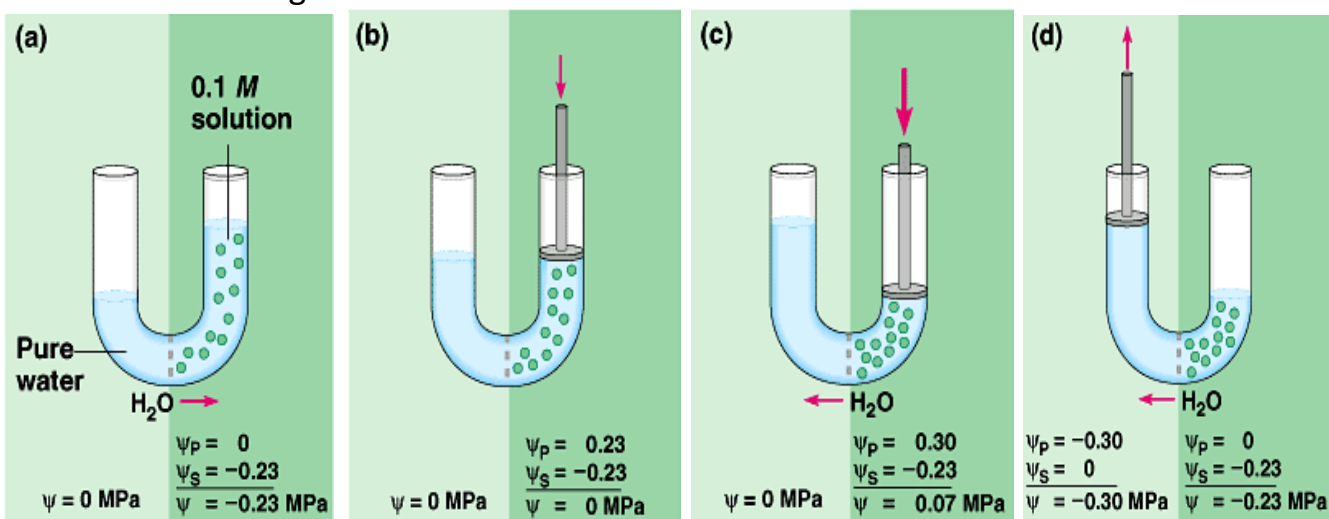 (a)
0.1 M
solution
Pure
water
H2O
ψP = 0
ψS = −0.23
ψ = 0 MPa
ψ = −0.23 MPa
(b)
ψP = 0.23
ψS = −0.23
ψ = 0 MPa
ψ = 0 MPa
(c)
H2O
ψP = 0.30
ψS = −0.23
ψ = 0 MPa
ψ = 0.07 MPa
(d)
H2O
ψP = −0.30
ψS = 0
ψ = −0.30 MPa
ψP = 0
ψS = −0.23
ψ = −0.23 MPa